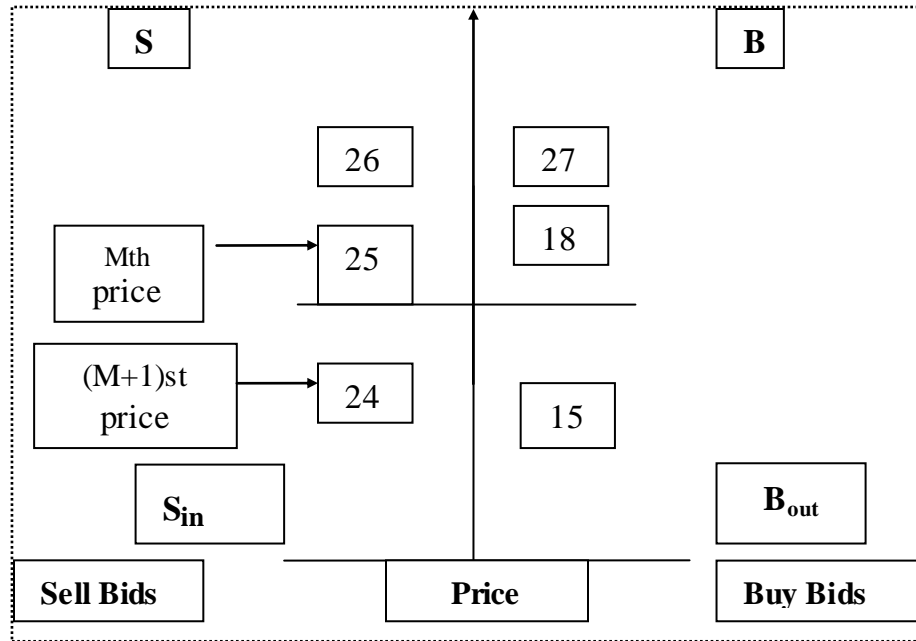 S
B
26
27
18
Mth
price
25
(M+1)st
price
24
15
Sin
Bout
Sell Bids
Price
Buy Bids